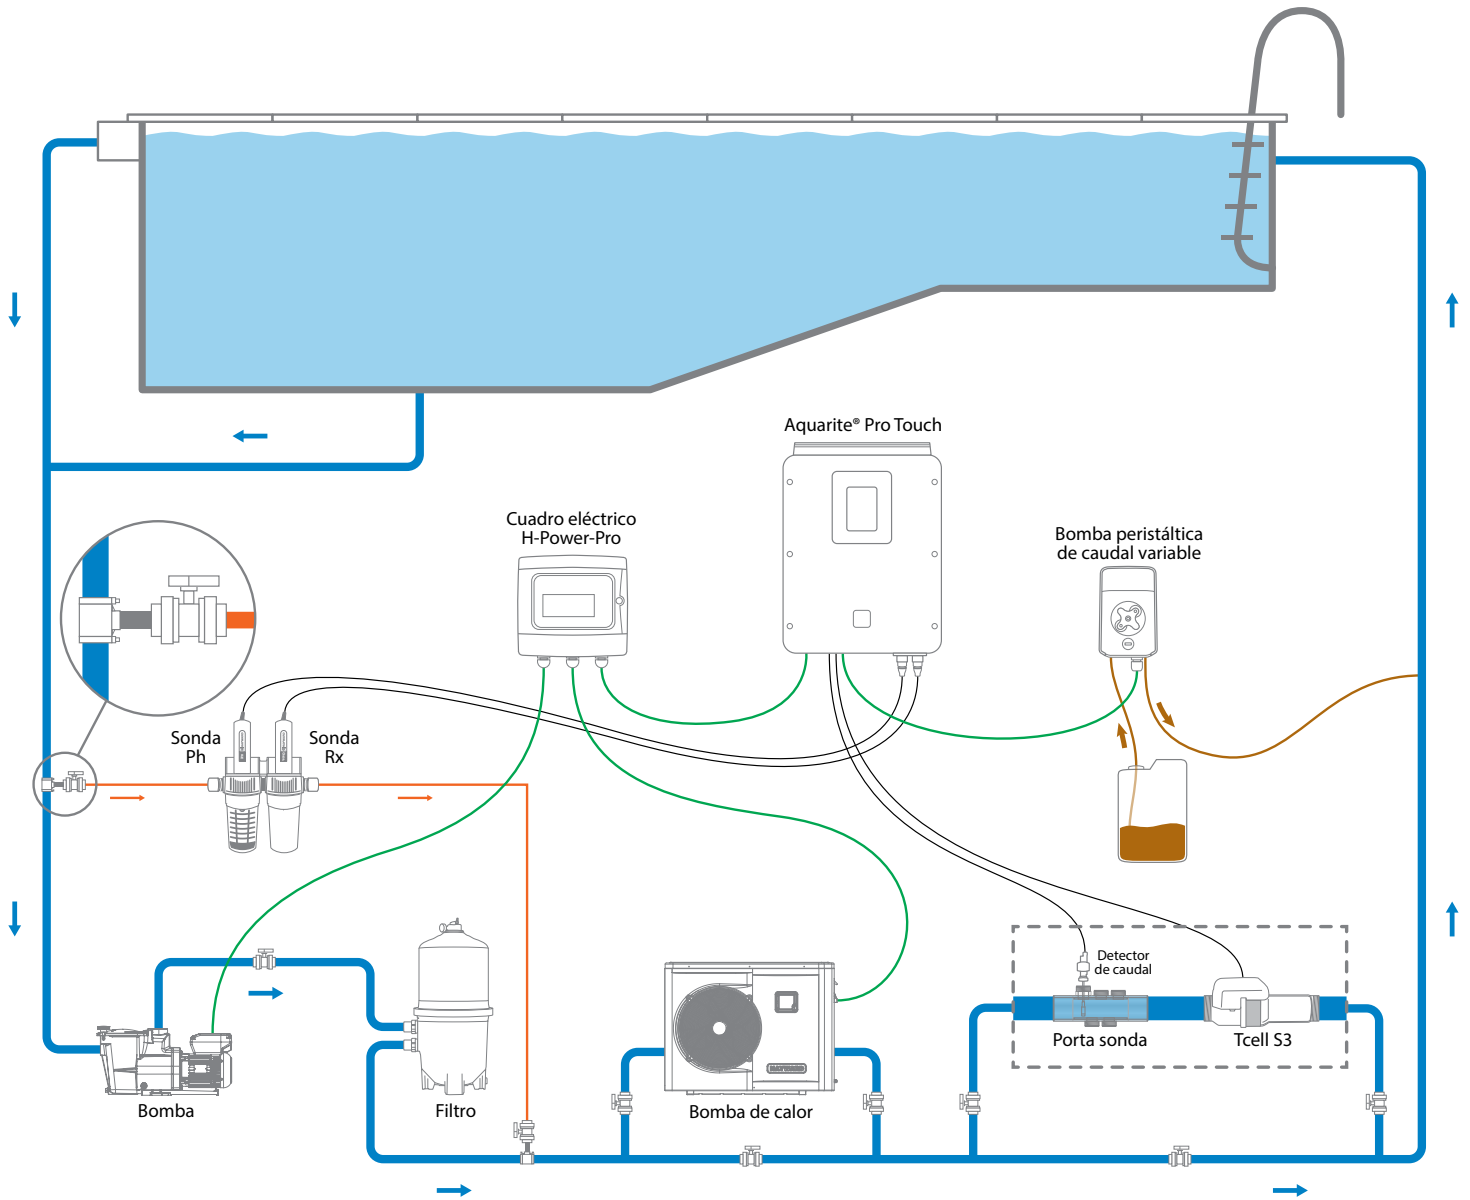 Aquarite® Pro Touch
Cuadro eléctrico
H-Power-Pro
Bomba peristáltica
de caudal variable
Sonda
Ph
Sonda
Rx
Detector
de caudal
Porta sonda
Tcell S3
Bomba
Filtro
Bomba de calor
HAYWARD